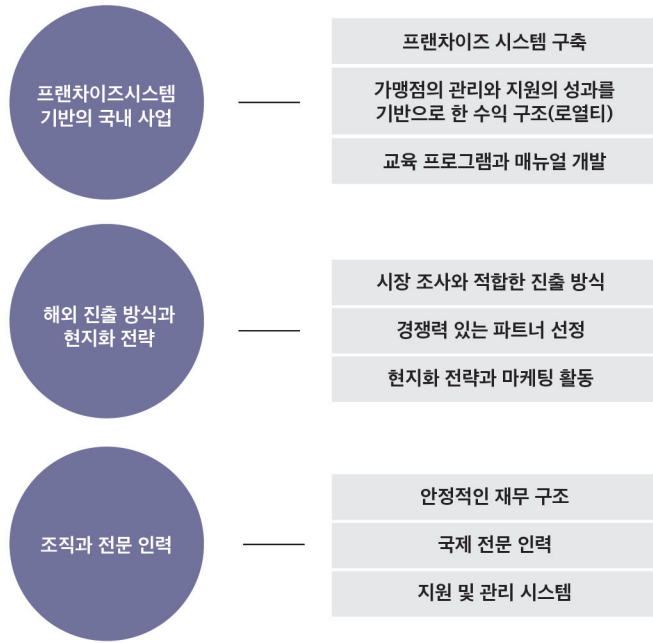 프랜차이즈시스템
기반의 국내 사업
프랜차이즈 시스템 구축
가맹점의 관리와 지원의 성과를
기반으로 한 수익 구조(로열티)
교육 프로그램과 매뉴얼 개발
해외 진출 방식과
현지화 전략
시장 조사와 적합한 진출 방식
경쟁력 있는 파트너 선정
현지화 전략과 마케팅 활동
조직과 전문 인력
안정적인 재무 구조
국제 전문 인력
지원 및 관리 시스템